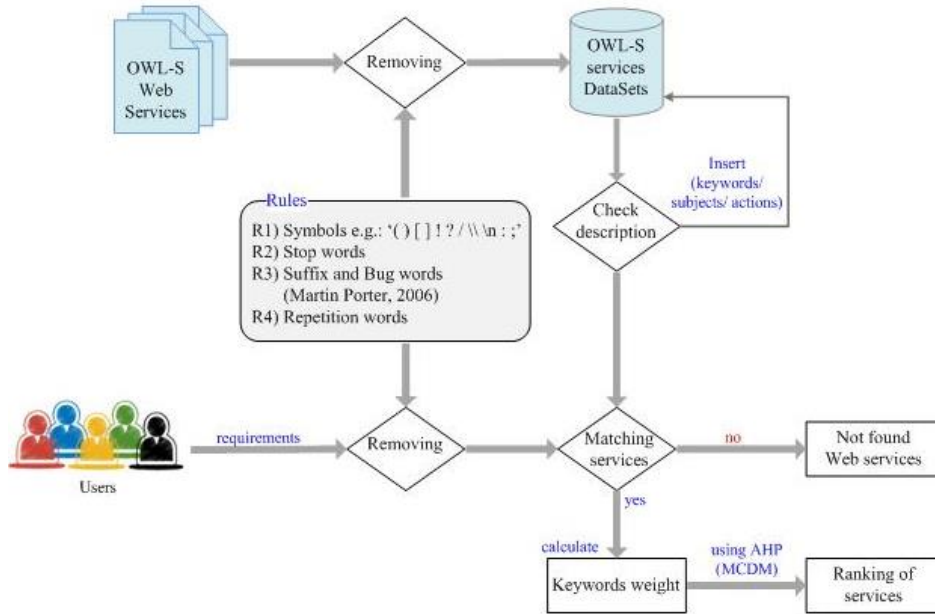 OWL-S
Web
Services
Removing
OWL-S
services
DataSets
Insert
(keywords/
subjects/ actions)
Check
description
Rules
R1) Symbols e.g.: ‘( ) [ ] ! ? / \\ \n : ;’
R2) Stop words
R3) Suffix and Bug words
(Martin Porter, 2006)
R4) Repetition words
Users
requirements
Removing
Matching
services
no
Not found
Web services
yes
calculate
Keywords weight
using AHP
(MCDM)
Ranking of
services